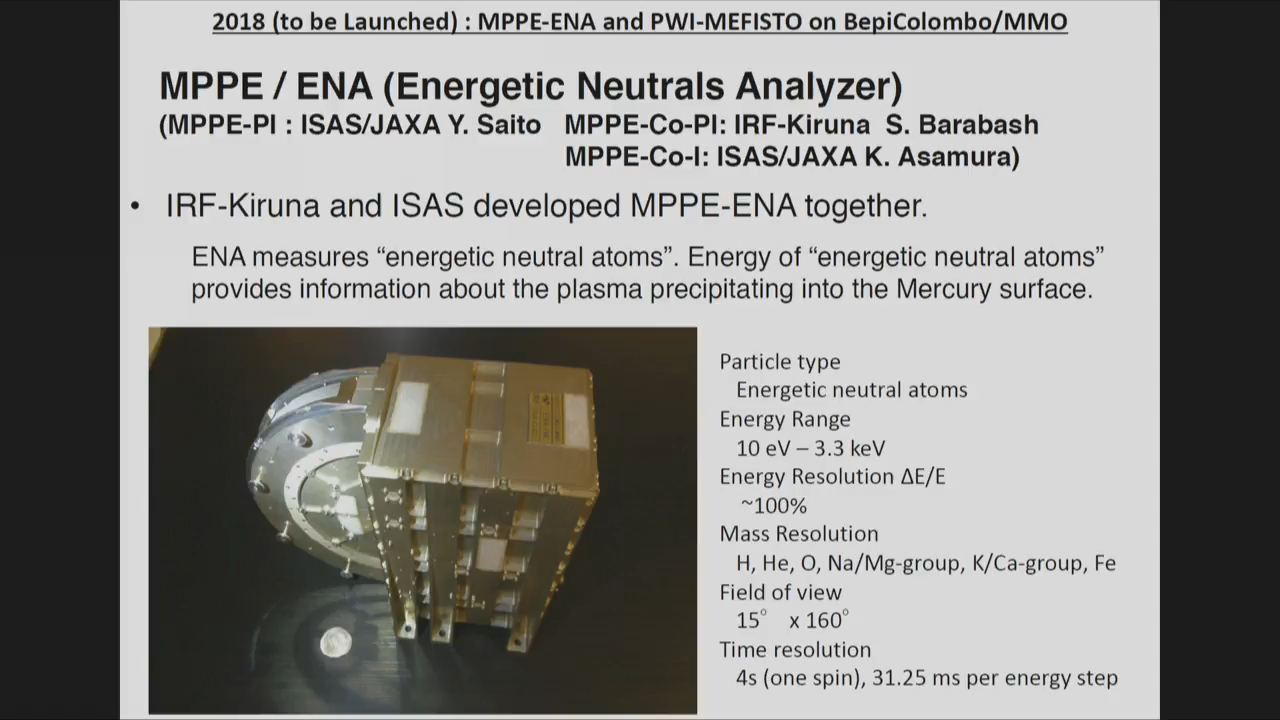 2018 (to be Launched) : MPPE-ENA and PWI-MEFISTO on BepiColombo/MMO
MPPE / ENA (Energetic Neutrals Analyzer)
(MPPE-PI : ISAS/JAXA Y. Saito MPPE-Co-PI: IRF-Kiruna S. Barabash
MPPE-Co-I: ISAS/JAXA K. Asamura)
• IRF-Kiruna and ISAS developed MPPE-ENA together.
ENA measures “energetic neutral atoms”. Energy of “energetic neutral atoms”
provides information about the plasma precipitating into the Mercury surface.
Particle type
Energetic neutral atoms
Energy Range
10 eV – 3.3 keV
Energy Resolution ΔE/E
~100%
Mass Resolution
H, He, O, Na/Mg-group, K/Ca-group, Fe
Field of view
15° x 160°
Time resolution
4s (one spin), 31.25 ms per energy step